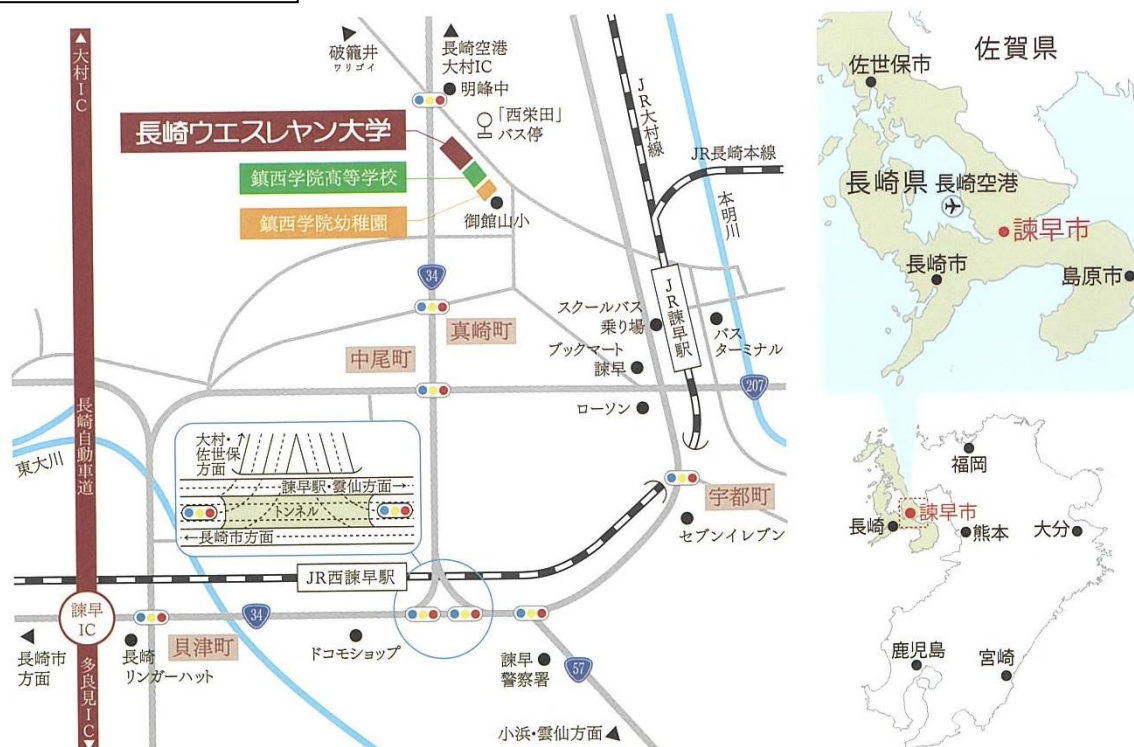 ▲大村IC
長崎自動車道
諫早
IC
多良見IC▼
破籠井
ワリゴイ
長崎空港
大村IC
明峰中
「西栄田」
バス停
長崎ウエスレヤン大学
鎮西学院高等学校
鎮西学院幼稚園
御館山小
JR大村線
JR長崎本線
本明川
34
真崎町
中尾町
スクールバス
乗り場
JR諫早駅
バス
ターミナル
ブックマート
諫早
207
ローソン
東大川
大村・
佐世保
方面
諫早駅・雲仙方面→
トンネル
←長崎市方面
宇都町
セブンイレブン
JR西諫早駅
34
貝津町
長崎市
方面
長崎
リンガーハット
ドコモショップ
諫早
警察署
57
小浜・雲仙方面
佐賀県
佐世保市
長崎県
長崎空港
諫早市
長崎市
島原市
福岡
諫早市
長崎
熊本
大分
鹿児島
宮崎